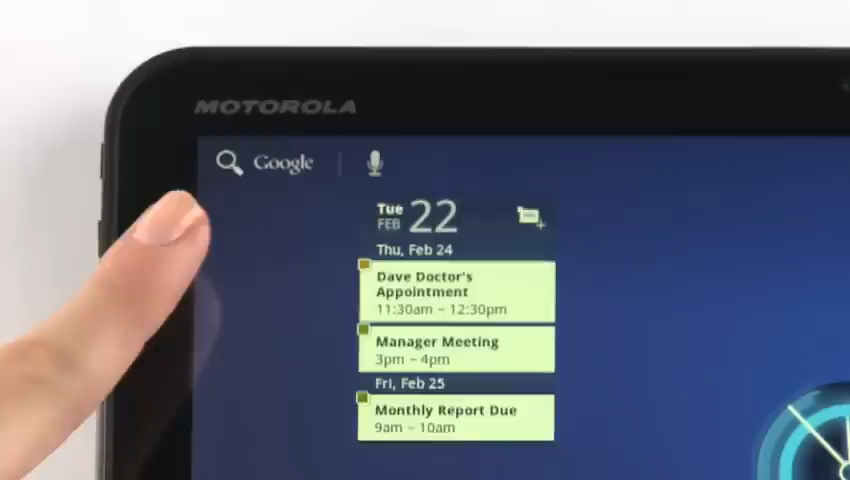 MOTOROLA
Google
Tue
FEB
22
Thu, Feb 24
Dave Doctor's
Appointment
11:30am – 12:30pm
Manager Meeting
3pm – 4pm
Fri, Feb 25
Monthly Report Due
9am – 10am